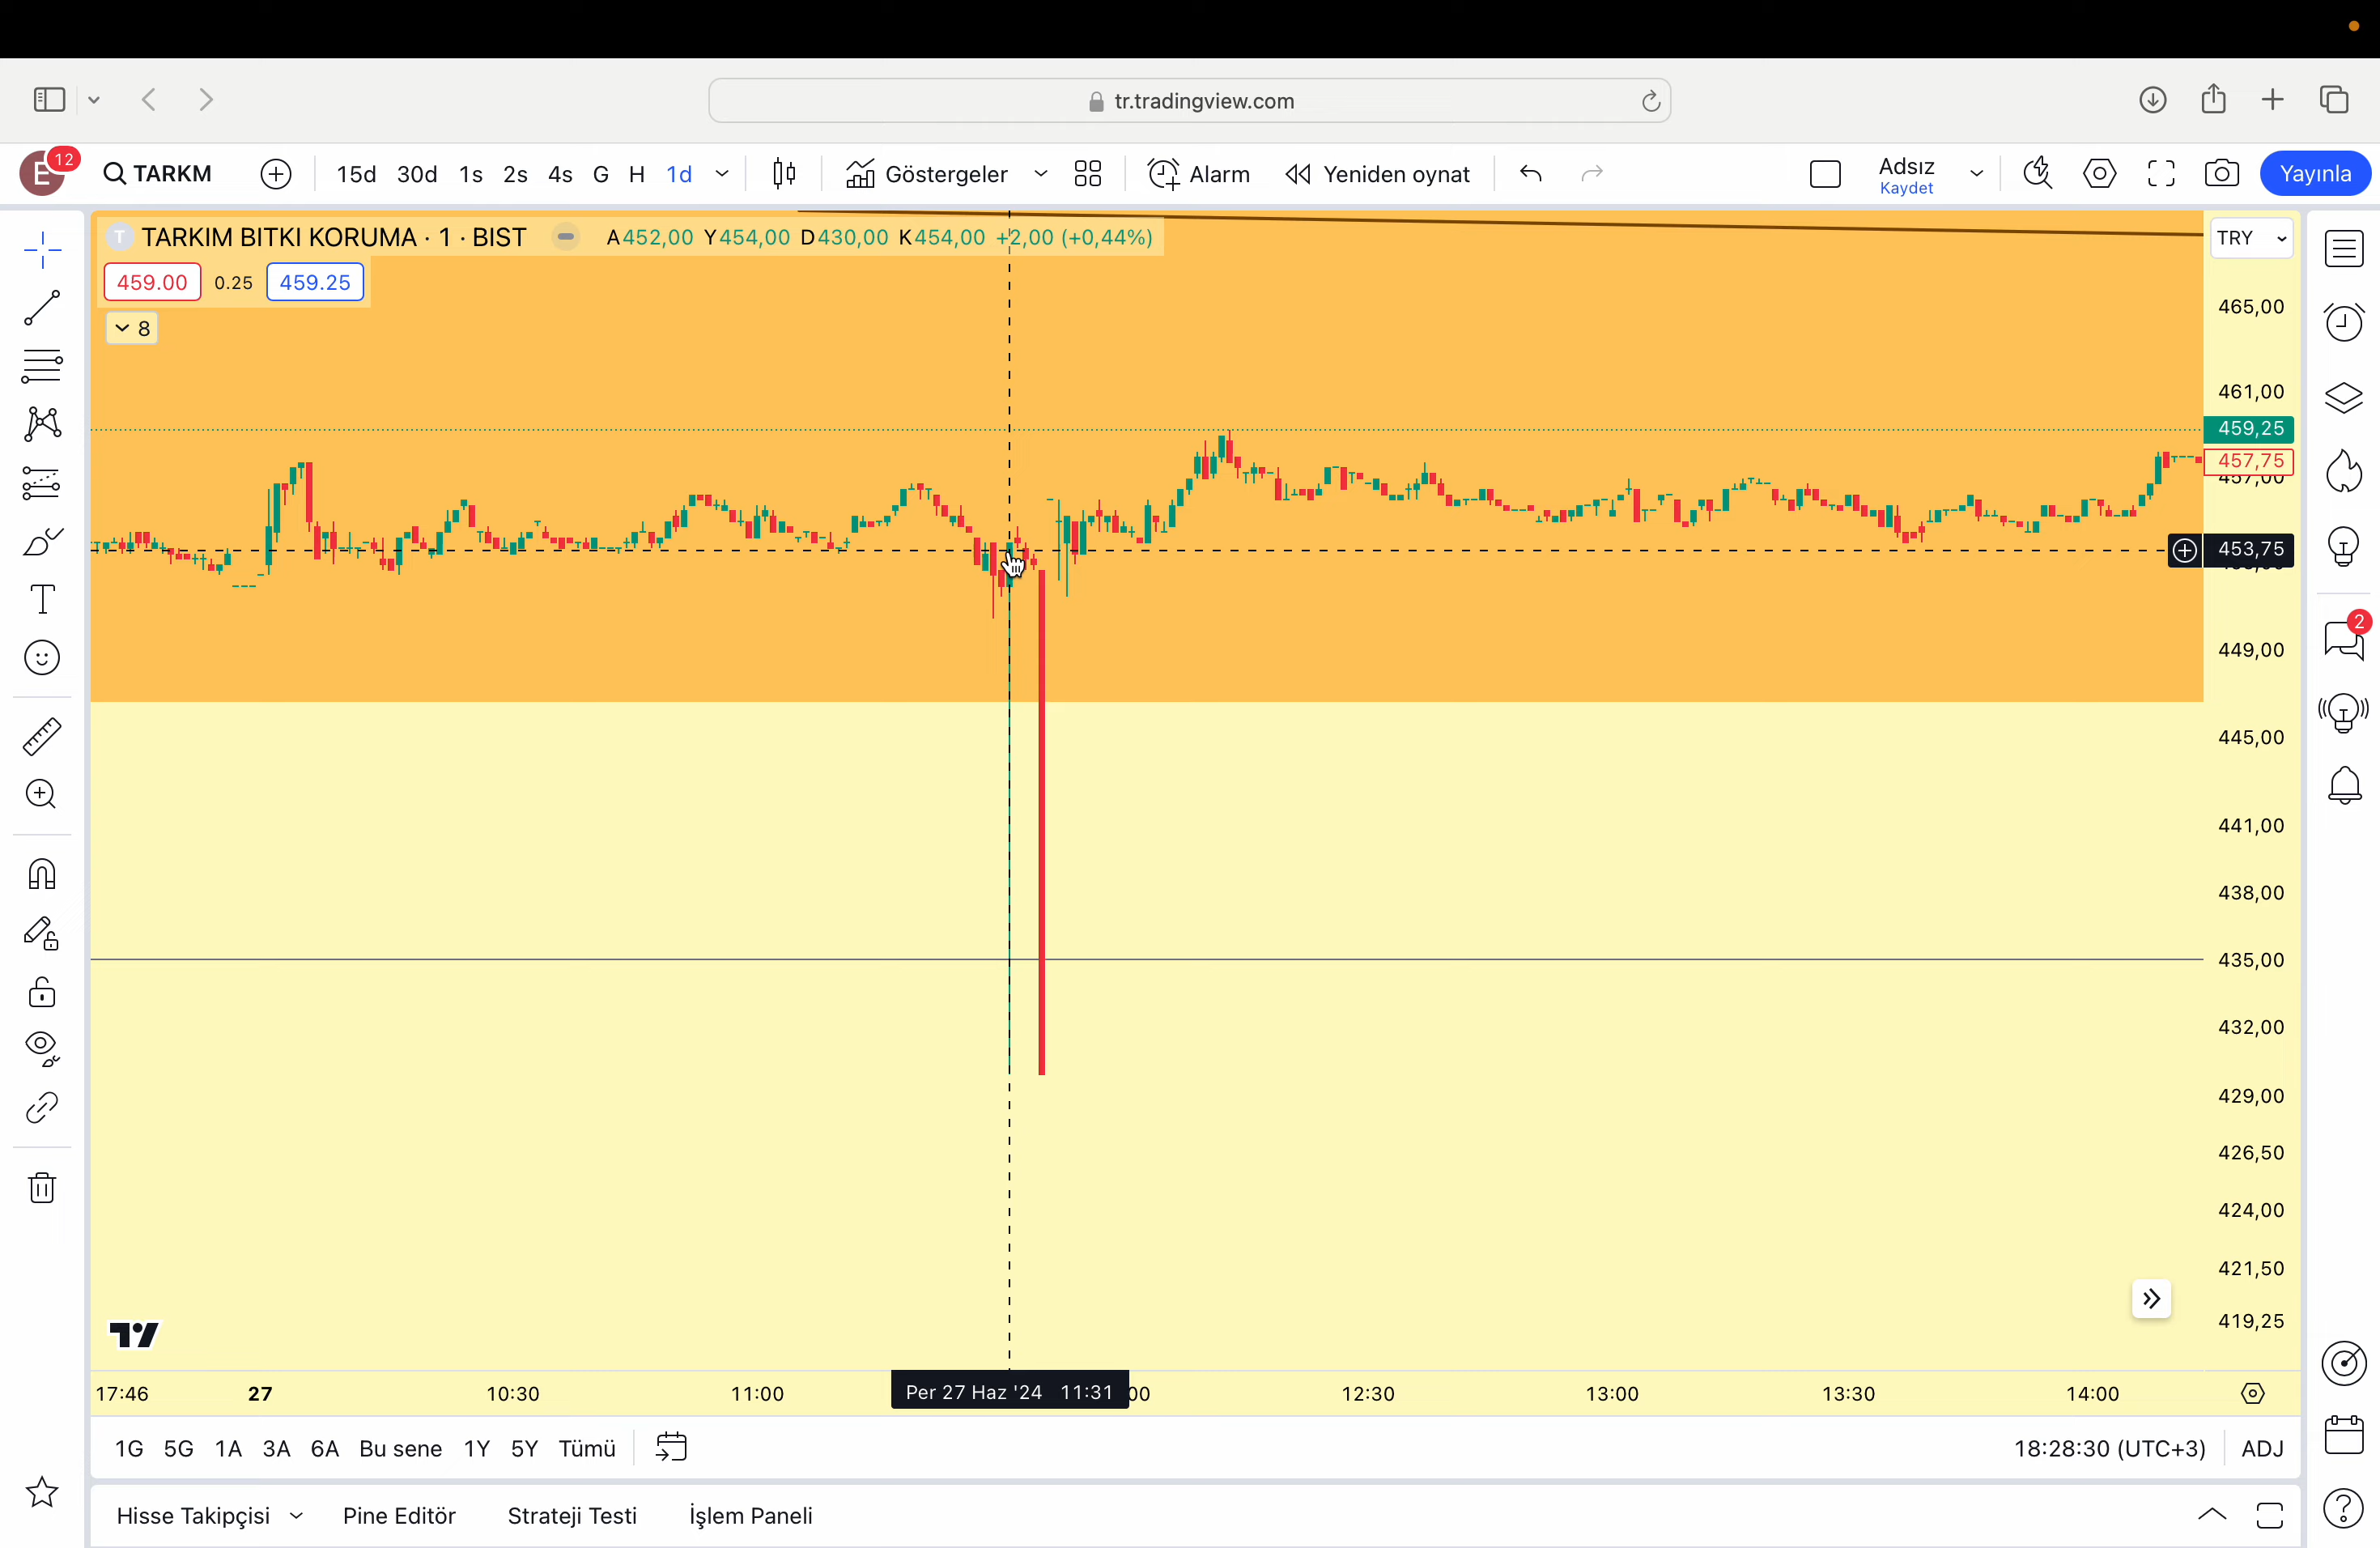 tr.tradingview.com
E 12 TARKM 15d 30d 1s 2s 4s G H 1d Göstergeler Alarm Yeniden oynat Adsız Kaydet Yayınla
T TARKIM BITKI KORUMA · 1 · BIST A452,00 Y454,00 D430,00 K454,00 +2,00 (+0,44%)
TRY
459.00 0.25 459.25
8
465,00
461,00
459,25
457,75
457,00
453,75
2
449,00
445,00
441,00
438,00
435,00
432,00
429,00
426,50
424,00
421,50
419,25
17:46 27 10:30 11:00 Per 27 Haz '24 11:31 00 12:30 13:00 13:30 14:00
1G 5G 1A 3A 6A Bu sene 1Y 5Y Tümü 18:28:30 (UTC+3) ADJ
Hisse Takipçisi Pine Editör Strateji Testi İşlem Paneli